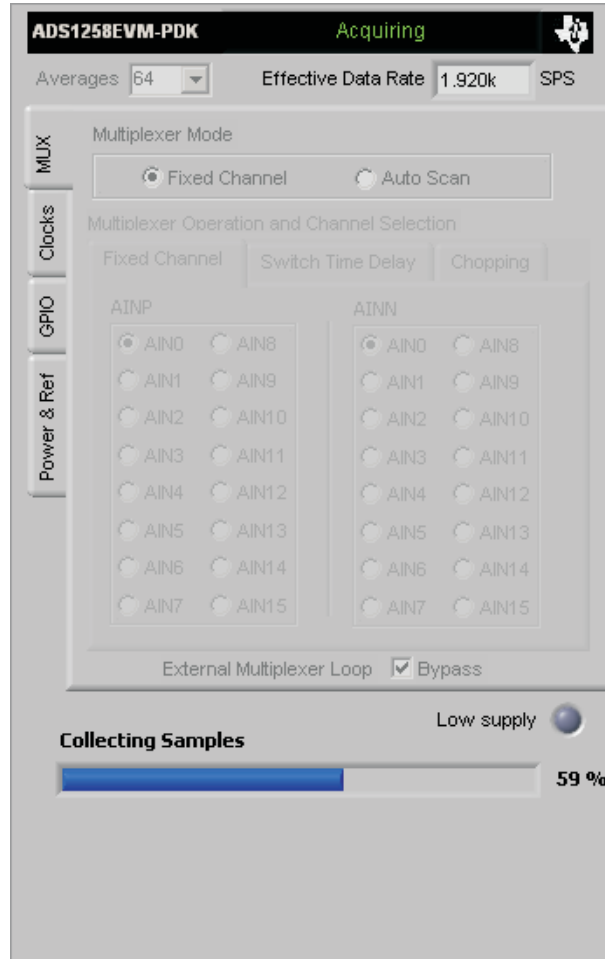 ADS1258EVM-PDK Acquiring
Averages 64 Effective Data Rate 1.920k SPS
MUX
Clocks
GPIO
Power & Ref
Multiplexer Mode
Fixed Channel Auto Scan
Multiplexer Operation and Channel Selection
Fixed Channel Switch Time Delay Chopping
AINP AINN
AIN0 AIN8 AIN0 AIN8
AIN1 AIN9 AIN1 AIN9
AIN2 AIN10 AIN2 AIN10
AIN3 AIN11 AIN3 AIN11
AIN4 AIN12 AIN4 AIN12
AIN5 AIN13 AIN5 AIN13
AIN6 AIN14 AIN6 AIN14
AIN7 AIN15 AIN7 AIN15
External Multiplexer Loop Bypass
Low supply
Collecting Samples
59 %